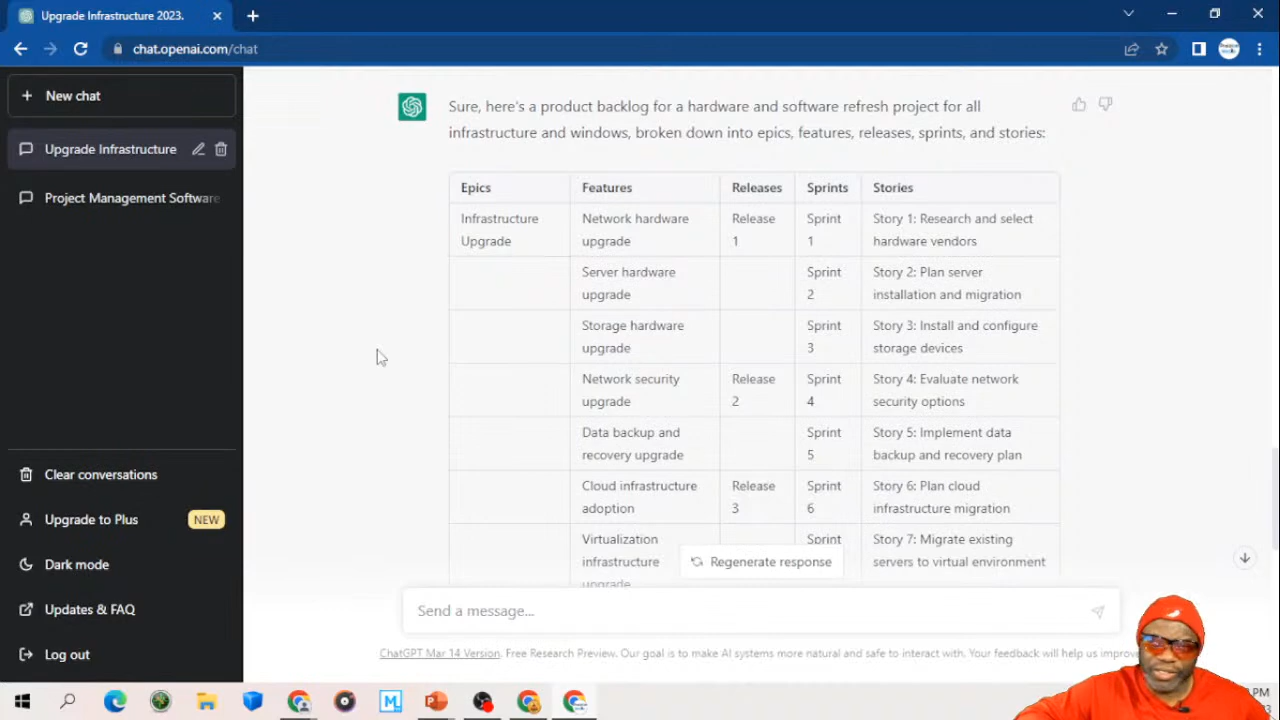 Upgrade Infrastructure 2023.
chat.openai.com/chat
New chat
Upgrade Infrastructure
Project Management Software
Clear conversations
Upgrade to Plus NEW
Dark mode
Updates & FAQ
Log out
Sure, here's a product backlog for a hardware and software refresh project for all
infrastructure and windows, broken down into epics, features, releases, sprints, and stories:
Epics Features Releases Sprints Stories
Infrastructure Network hardware Release Sprint Story 1: Research and select
Upgrade upgrade 1 1 hardware vendors
Server hardware Sprint Story 2: Plan server
upgrade 2 installation and migration
Storage hardware Sprint Story 3: Install and configure
upgrade 3 storage devices
Network security Release Sprint Story 4: Evaluate network
upgrade 2 4 security options
Data backup and Sprint Story 5: Implement data
recovery upgrade 5 backup and recovery plan
Cloud infrastructure Release Sprint Story 6: Plan cloud
adoption 3 6 infrastructure migration
Virtualization Sprint Story 7: Migrate existing
infrastructure servers to virtual environment
upgrade
Regenerate response
Send a message...
ChatGPT Mar 14 Version. Free Research Preview. Our goal is to make AI systems more natural and safe to interact with. Your feedback will help us improve
PM